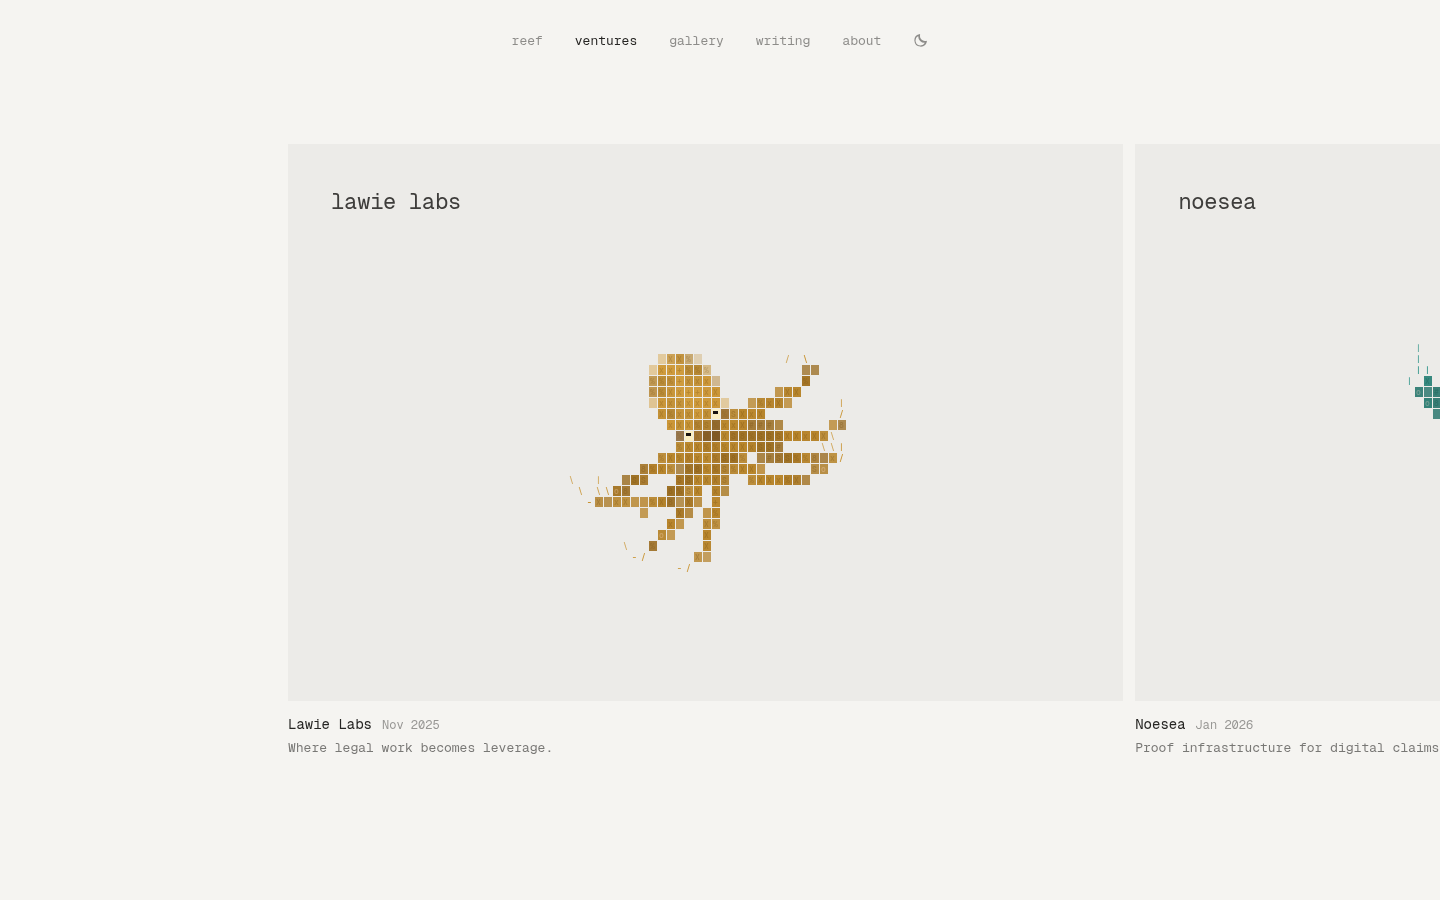 reef ventures gallery writing about
lawie labs
noesea
Lawie Labs Nov 2025
Where legal work becomes leverage.
Noesea Jan 2026
Proof infrastructure for digital claims